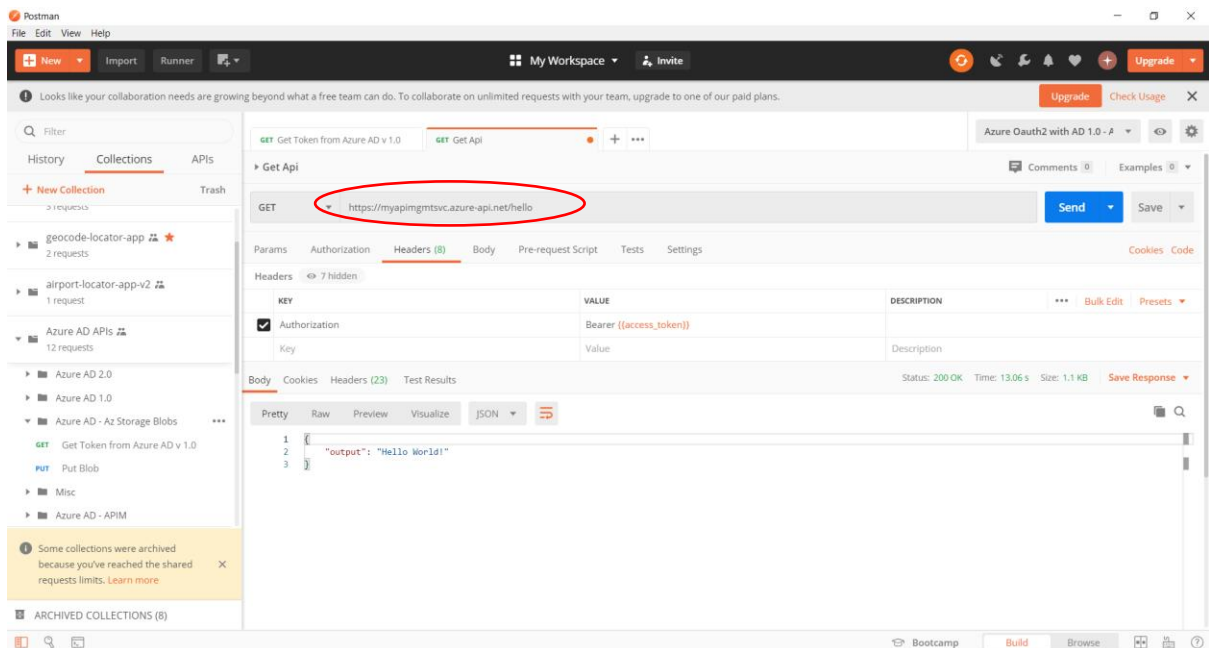 Postman
File Edit View Help
New Import Runner My Workspace Invite Upgrade
Looks like your collaboration needs are growing beyond what a free team can do. To collaborate on unlimited requests with your team, upgrade to one of our paid plans. Upgrade Check Usage
Filter
History Collections APIs
+ New Collection Trash
3 requests
geocode-locator-app
2 requests
airport-locator-app-v2
1 request
Azure AD APIs
12 requests
Azure AD 2.0
Azure AD 1.0
Azure AD - Az Storage Blobs
GET Get Token from Azure AD v 1.0
PUT Put Blob
Misc
Azure AD - APIM
Some collections were archived
because you've reached the shared
requests limits. Learn more
ARCHIVED COLLECTIONS (8)
GET Get Token from Azure AD v 1.0 GET Get Api
Azure Oauth2 with AD 1.0 -
Get Api Comments 0 Examples 0
GET https://myapimgmtsvc.azure-api.net/hello Send Save
Params Authorization Headers (8) Body Pre-request Script Tests Settings Cookies Code
Headers 7 hidden
KEY VALUE DESCRIPTION Bulk Edit Presets
Authorization Bearer {{access_token}}
Key Value Description
Body Cookies Headers (23) Test Results Status: 200 OK Time: 13.06 s Size: 1.1 KB Save Response
Pretty Raw Preview Visualize JSON
1 {
2 "output": "Hello World!"
3 }
Bootcamp Build Browse